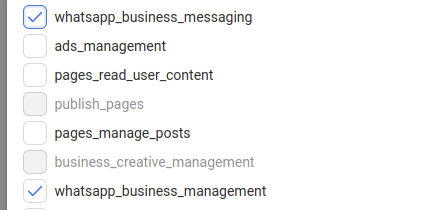 whatsapp_business_messaging
ads_management
pages_read_user_content
publish_pages
pages_manage_posts
business_creative_management
whatsapp_business_management